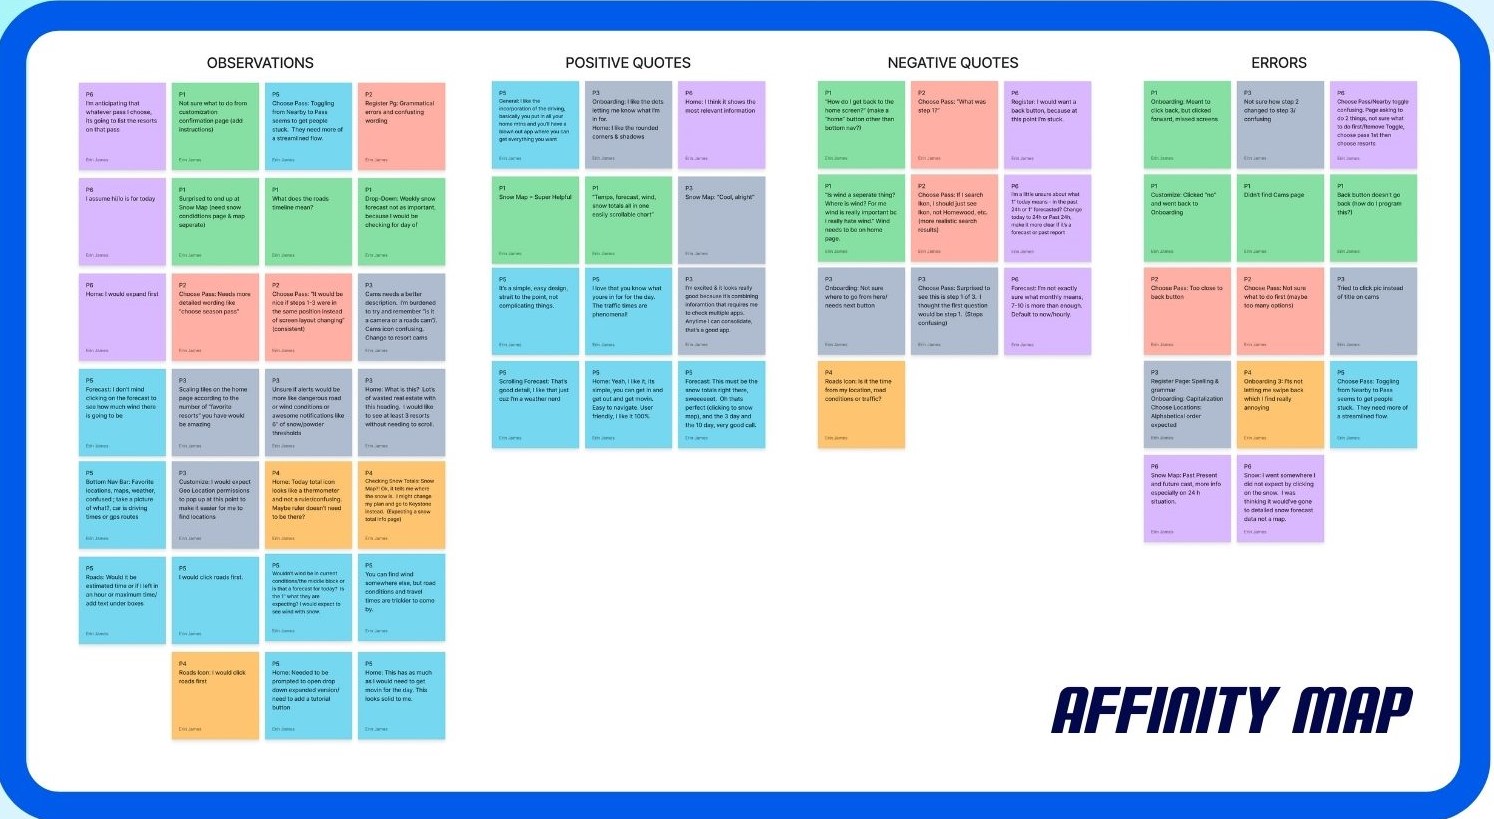 OBSERVATIONS
P6
I'm anticipating that
whatever pass I choose,
its going to list the resorts
on that pass
Erin James
P1
Not sure what to do from
customization
confirmation page (add
instructions)
Erin James
P5
Choose Pass: Toggling
from Nearby to Pass
seems to get people
stuck. They need more of
a streamlined flow.
Erin James
P2
Register Pg: Grammatical
errors and confusing
wording
Erin James
P6
I assume hi/lo is for today
Erin James
P1
Surprised to end up at
Snow Map (need snow
conditions page & map
seperate)
Erin James
P1
What does the roads
timeline mean?
Erin James
P1
Drop-Down: Weekly snow
forecast not as important,
because I would be
checking for day of
Erin James
P6
Home: I would expand first
Erin James
P2
Choose Pass: Needs more
detailed wording like
"choose season pass"
Erin James
P2
Choose Pass: "It would be
nice if steps 1-3 were in
the same position instead
of screen layout changing"
(consistent)
Erin James
P3
Cams needs a better
description. I'm burdened
to try and remember "is it
a camera or a roads cam".
Cams icon confusing.
Change to resort cams
Erin James
P5
Forecast: I don't mind
clicking on the forecast to
see how much wind there
is going to be
Erin James
P3
Scaling tiles on the home
page according to the
number of "favorite
resorts" you have would
be amazing
Erin James
P3
Unsure if alerts would be
more like dangerous road
or wind conditions or
awesome notifications like
6" of snow/powder
thresholds
Erin James
P3
Home: What is this? Lot's
of wasted real estate with
this heading. I would like
to see at least 3 resorts
without needing to scroll.
Erin James
P5
Bottom Nav Bar: Favorite
locations, maps, weather,
confused; take a picture
of what?, car is driving
times or gps routes
Erin James
P3
Customize: I would expect
Geo Location permissions
to pop up at this point to
make it easier for me to
find locations
Erin James
P4
Home: Today total icon
looks like a thermometer
and not a ruler/confusing.
Maybe ruler doesn't need
to be there?
Erin James
P4
Checking Snow Totals: Snow
Map?! Ok, it tells me where
the snow is. I might change
my plan and go to Keystone
instead. (Expecting a snow
total info page)
Erin James
P5
Roads: Would it be
estimated time or if I left in
an hour or maximum time/
add text under boxes
Erin James
P5
I would click roads first.
Erin James
P5
Wouldn't wind be in current
conditions/the middle block or
is that a forecast for today? Is
the 1" what they are
expecting? I would expect to
see wind with snow.
Erin James
P5
You can find wind
somewhere else, but road
conditions and travel
times are trickier to come
by.
Erin James
P4
Roads Icon: I would click
roads first
Erin James
P5
Home: Needed to be
prompted to open drop
down expanded version/
need to add a tutorial
button
Erin James
P5
Home: This has as much
as I would need to get
movin for the day. This
looks solid to me.
Erin James
POSITIVE QUOTES
P5
General: I like the
incorporation of the driving,
basically you put in all your
home mtns and you'll have a
blown out app where you can
get everything you want
Erin James
P3
Onboarding: I like the dots
letting me know what I'm
in for.
Home: I like the rounded
corners & shadows
Erin James
P6
Home: I think it shows the
most relevant information
Erin James
P1
Snow Map = Super Helpful
Erin James
P1
"Temps, forecast, wind,
snow totals all in one
easily scrollable chart"
Erin James
P3
Snow Map: "Cool, alright"
Erin James
P5
It's a simple, easy design,
strait to the point, not
complicating things.
Erin James
P5
I love that you know what
youre in for for the day.
The traffic times are
phenomenal!
Erin James
P3
I'm excited & it looks really
good because it's combining
information that requires me
to check multiple apps.
Anytime I can consolidate,
that's a good app.
Erin James
P5
Scrolling Forecast: That's
good detail, I like that just
cuz I'm a weather nerd
Erin James
P5
Home: Yeah, I like it, its
simple, you can get in and
get out and get movin.
Easy to navigate. User
friendly, I like it 100%.
Erin James
P5
Forecast: This must be the
snow totals right there,
sweeeeeet. Oh thats
perfect (clicking to snow
map), and the 3 day and
the 10 day, very good call.
Erin James
NEGATIVE QUOTES
P1
"How do I get back to the
home screen?" (make a
"home" button other than
bottom nav?)
Erin James
P2
Choose Pass: "What was
step 1?"
Erin James
P6
Register: I would want a
back button, because at
this point I'm stuck.
Erin James
P1
"Is wind a seperate thing?
Where is wind? For me
wind is really important bc
I really hate wind." Wind
needs to be on home
page.
Erin James
P2
Choose Pass: If I search
Ikon, I should just see
Ikon, not Homewood, etc.
(more realistic search
results)
Erin James
P6
I'm a little unsure about what
1" today means - in the past
24h or 1" forecasted? Change
today to 24h or Past 24h,
make it more clear if it's a
forecast or past report
Erin James
P3
Onboarding: Not sure
where to go from here/
needs next button
Erin James
P3
Choose Pass: Surprised to
see this is step 1 of 3. I
thought the first question
would be step 1. (Steps
confusing)
Erin James
P6
Forecast: I'm not exactly
sure what monthly means,
7-10 is more than enough.
Default to now/hourly.
Erin James
P4
Roads Icon: Is it the time
from my location, road
conditions or traffic?
Erin James
ERRORS
P1
Onboarding: Meant to
click back, but clicked
forward, missed screens
Erin James
P3
Not sure how step 2
changed to step 3/
confusing
Erin James
P6
Choose Pass/Nearby toggle
confusing. Page asking to
do 2 things, not sure what
to do first/Remove Toggle,
choose pass 1st then
choose resorts
Erin James
P1
Customize: Clicked "no"
and went back to
Onboarding
Erin James
P1
Didn't find Cams page
Erin James
P1
Back button doesn't go
back (how do I program
this?)
Erin James
P2
Choose Pass: Too close to
back button
Erin James
P2
Choose Pass: Not sure
what to do first (maybe
too many options)
Erin James
P3
Tried to click pic instead
of title on cams
Erin James
P3
Register Page: Spelling &
grammar
Onboarding: Capitalization
Choose Locations:
Alphabetical order
expected
Erin James
P4
Onboarding 3: It's not
letting me swipe back
which I find really
annoying
Erin James
P5
Choose Pass: Toggling
from Nearby to Pass
seems to get people
stuck. They need more of
a streamlined flow
Erin James
P6
Snow Map: Past Present
and future cast, more info
especially on 24 h
situation.
Erin James
P6
Snow: I went somewhere I
did not expect by clicking
on the snow. I was
thinking it would've gone
to detailed snow forecast
data not a map.
Erin James
AFFINITY MAP